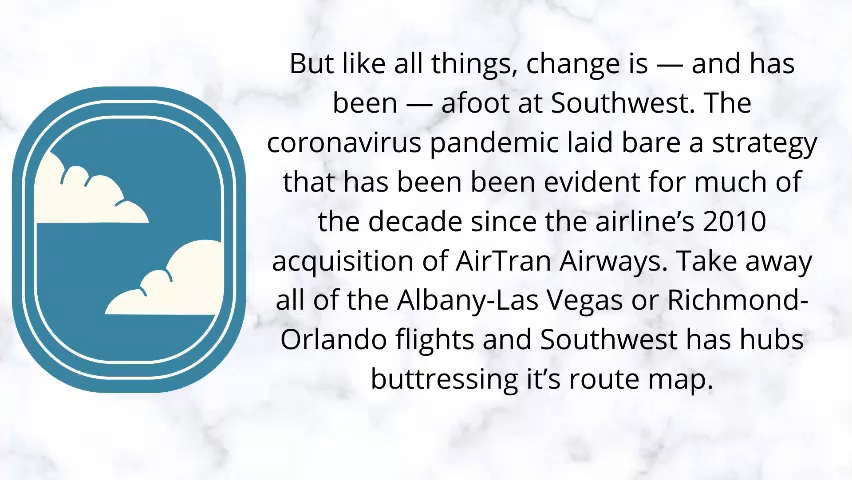 But like all things, change is — and has
been — afoot at Southwest. The
coronavirus pandemic laid bare a strategy
that has been been evident for much of
the decade since the airline’s 2010
acquisition of AirTran Airways. Take away
all of the Albany-Las Vegas or Richmond-
Orlando flights and Southwest has hubs
buttressing it’s route map.